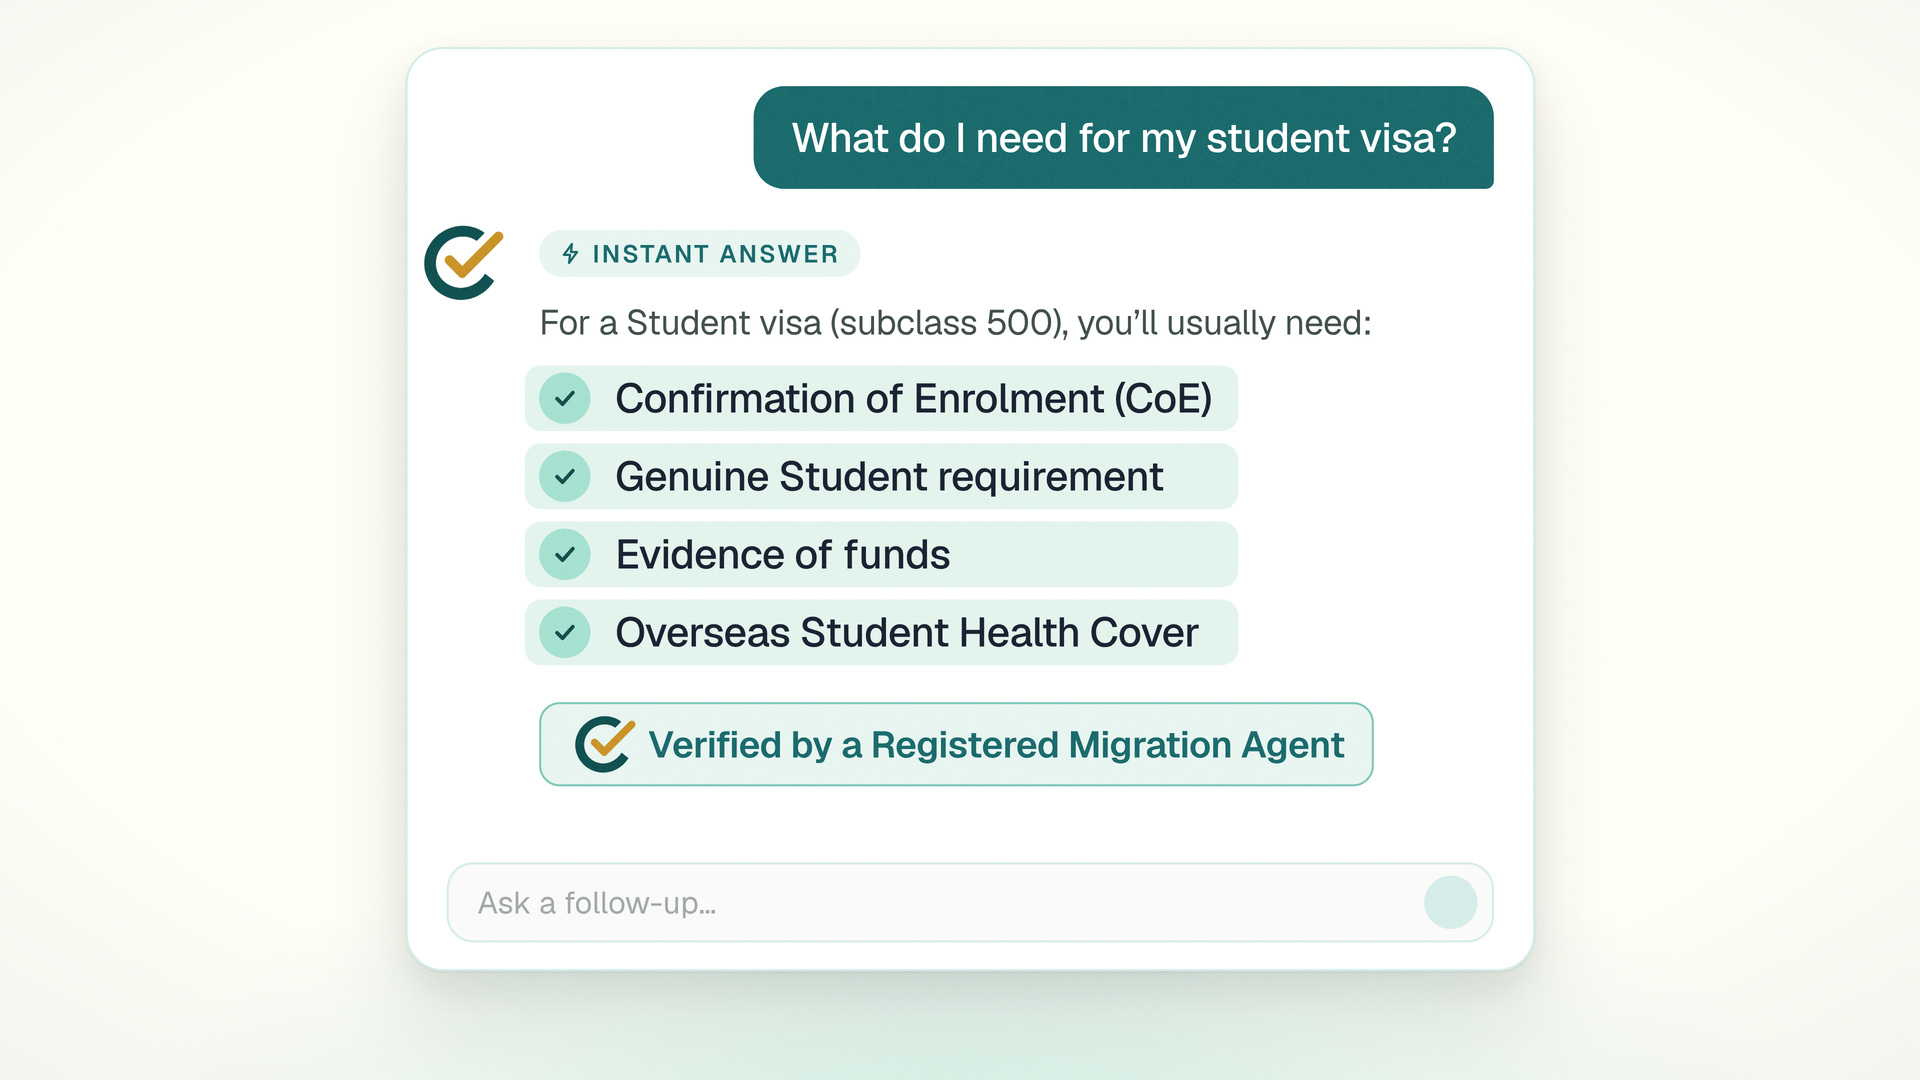 What do I need for my student visa?
INSTANT ANSWER
For a Student visa (subclass 500), you’ll usually need:
Confirmation of Enrolment (CoE)
Genuine Student requirement
Evidence of funds
Overseas Student Health Cover
Verified by a Registered Migration Agent
Ask a follow-up…